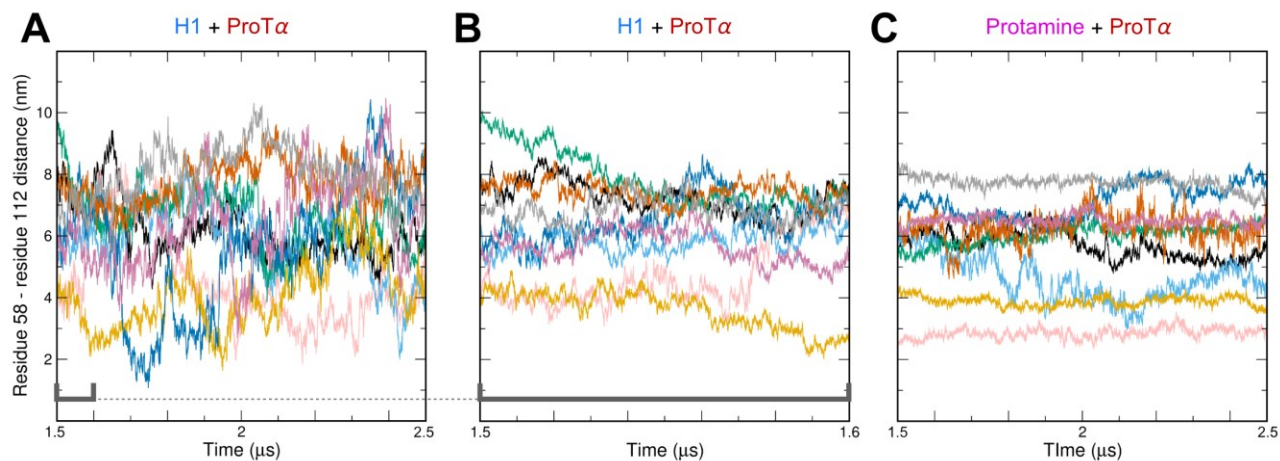 A H1 + ProTα
B H1 + ProTα
C Protamine + ProTα
Residue 58 - residue 112 distance (nm)
10
8
6
4
2
1.5 2 2.5
Time (μs)
1.5 1.6
Time (μs)
1.5 2 2.5
TIme (μs)